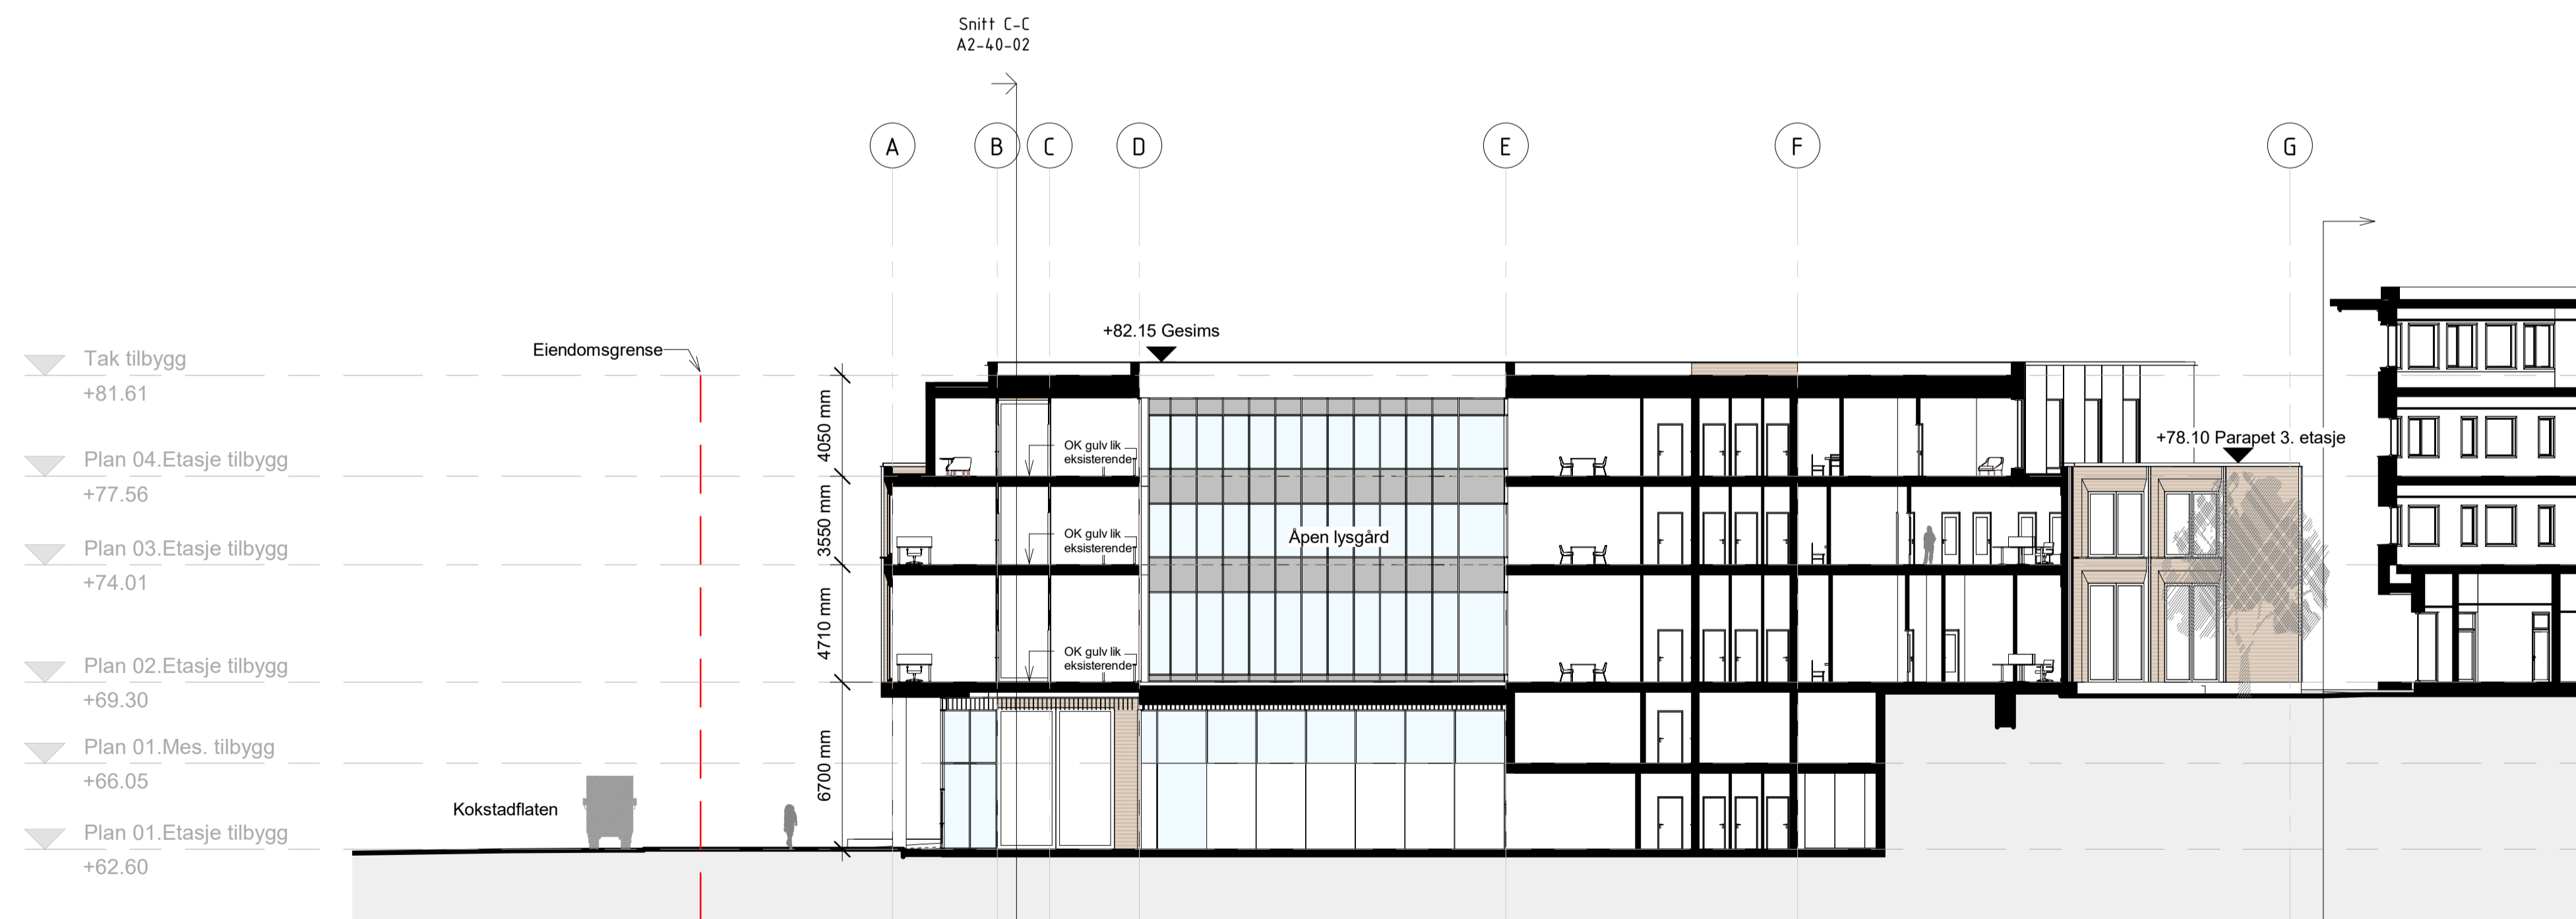 Snitt C-C
A2-40-02
A B C D E F G
+82.15 Gesims
Eiendomsgrense
Tak tilbygg
+81.61
4050 mm
OK gulv lik
eksisterende
+78.10 Parapet 3. etasje
Plan 04.Etasje tilbygg
+77.56
3550 mm
OK gulv lik
eksisterende
Åpen lysgård
Plan 03.Etasje tilbygg
+74.01
4710 mm
OK gulv lik
eksisterende
Plan 02.Etasje tilbygg
+69.30
Plan 01.Mes. tilbygg
+66.05
6700 mm
Kokstadflaten
Plan 01.Etasje tilbygg
+62.60